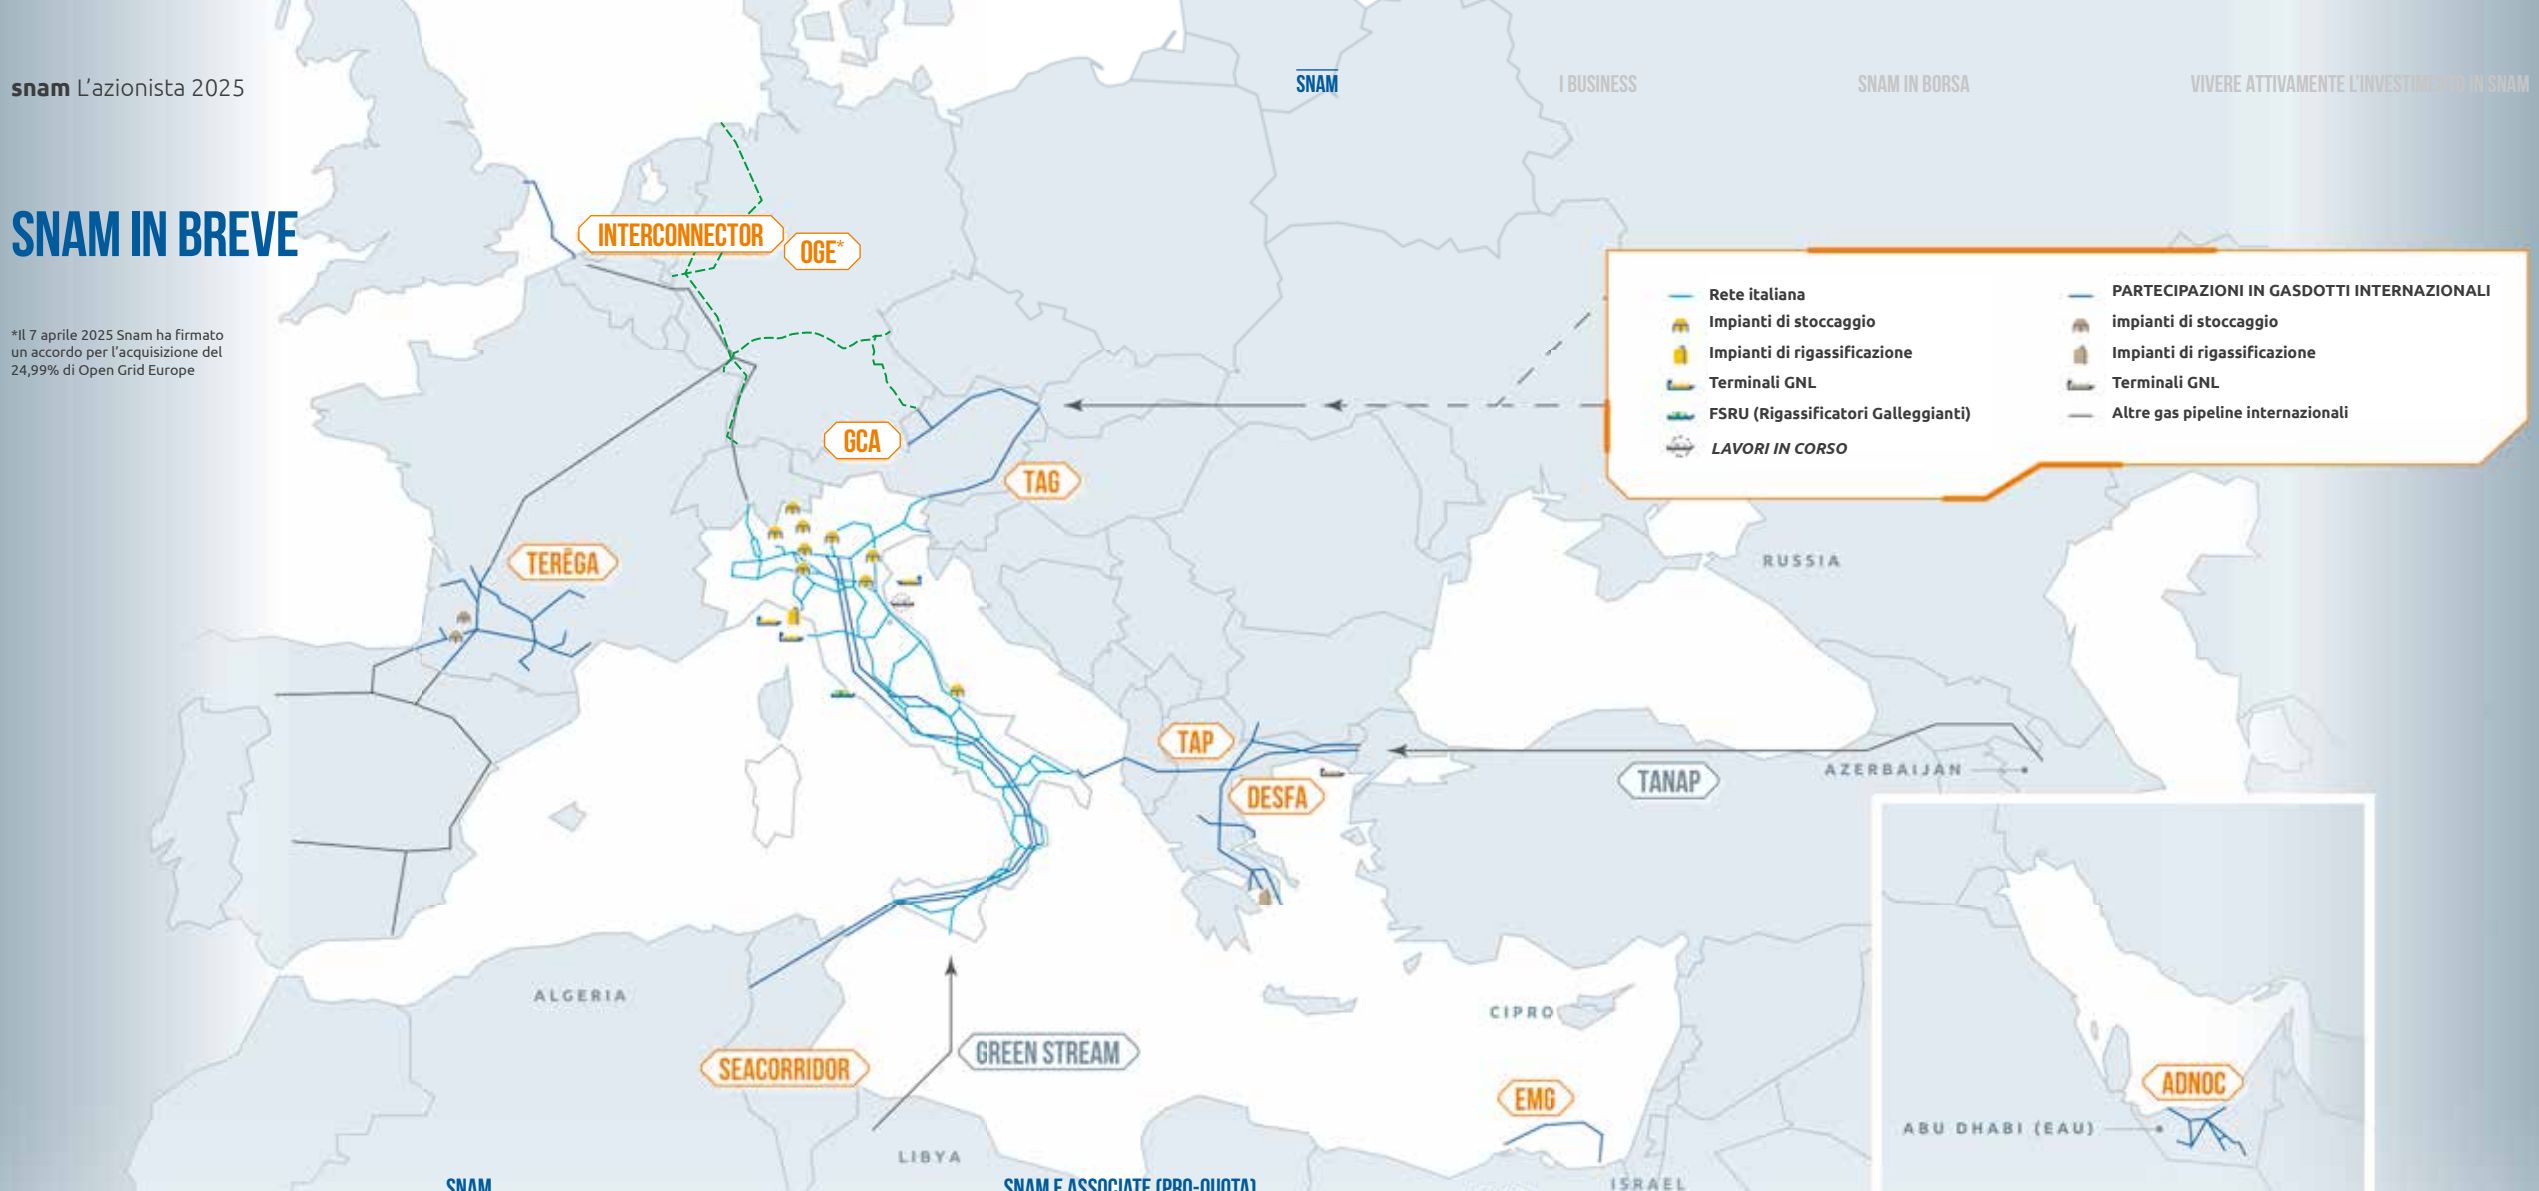 snam L'azionista 2025
SNAM
I BUSINESS
SNAM IN BORSA
VIVERE ATTIVAMENTE L'INVESTIMENTO IN SNAM
SNAM IN BREVE
*Il 7 aprile 2025 Snam ha firmato
un accordo per l'acquisizione del
24,99% di Open Grid Europe
INTERCONNECTOR
OGE*
GCA
TAG
TERĒGA
TAP
DESFA
TANAP
SEACORRIDOR
GREEN STREAM
EMG
ADNOC
Rete italiana
Impianti di stoccaggio
Impianti di rigassificazione
Terminali GNL
FSRU (Rigassificatori Galleggianti)
LAVORI IN CORSO
PARTECIPAZIONI IN GASDOTTI INTERNAZIONALI
impianti di stoccaggio
Impianti di rigassificazione
Terminali GNL
Altre gas pipeline internazionali
RUSSIA
AZERBAIJAN
ALGERIA
CIPRO
LIBYA
ISRAEL
ABU DHABI (EAU)
SNAM
SNAM E ASSOCIATE (PRO-QUOTA)